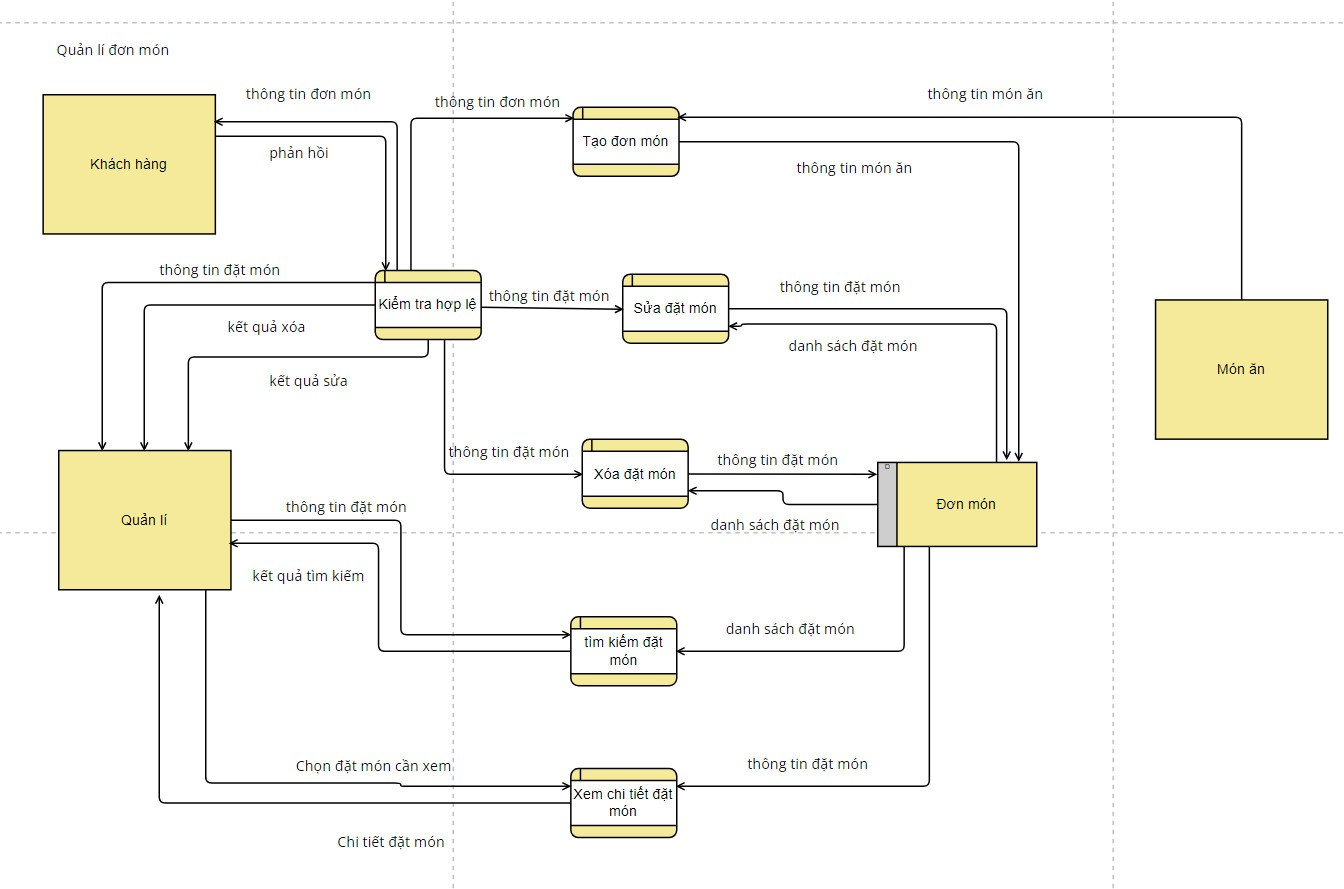 Quản lí đơn món
thông tin đơn món
thông tin đơn món
thông tin món ăn
Khách hàng
phản hồi
Tạo đơn món
thông tin món ăn
thông tin đặt món
Kiểm tra hợp lệ
thông tin đặt món
Sửa đặt món
thông tin đặt món
kết quả xóa
danh sách đặt món
kết quả sửa
Món ăn
thông tin đặt món
Xóa đặt món
thông tin đặt món
D
Đơn món
danh sách đặt món
Quản lí
thông tin đặt món
kết quả tìm kiếm
tìm kiếm đặt
món
danh sách đặt món
Chọn đặt món cần xem
thông tin đặt món
Xem chi tiết đặt
món
Chi tiết đặt món